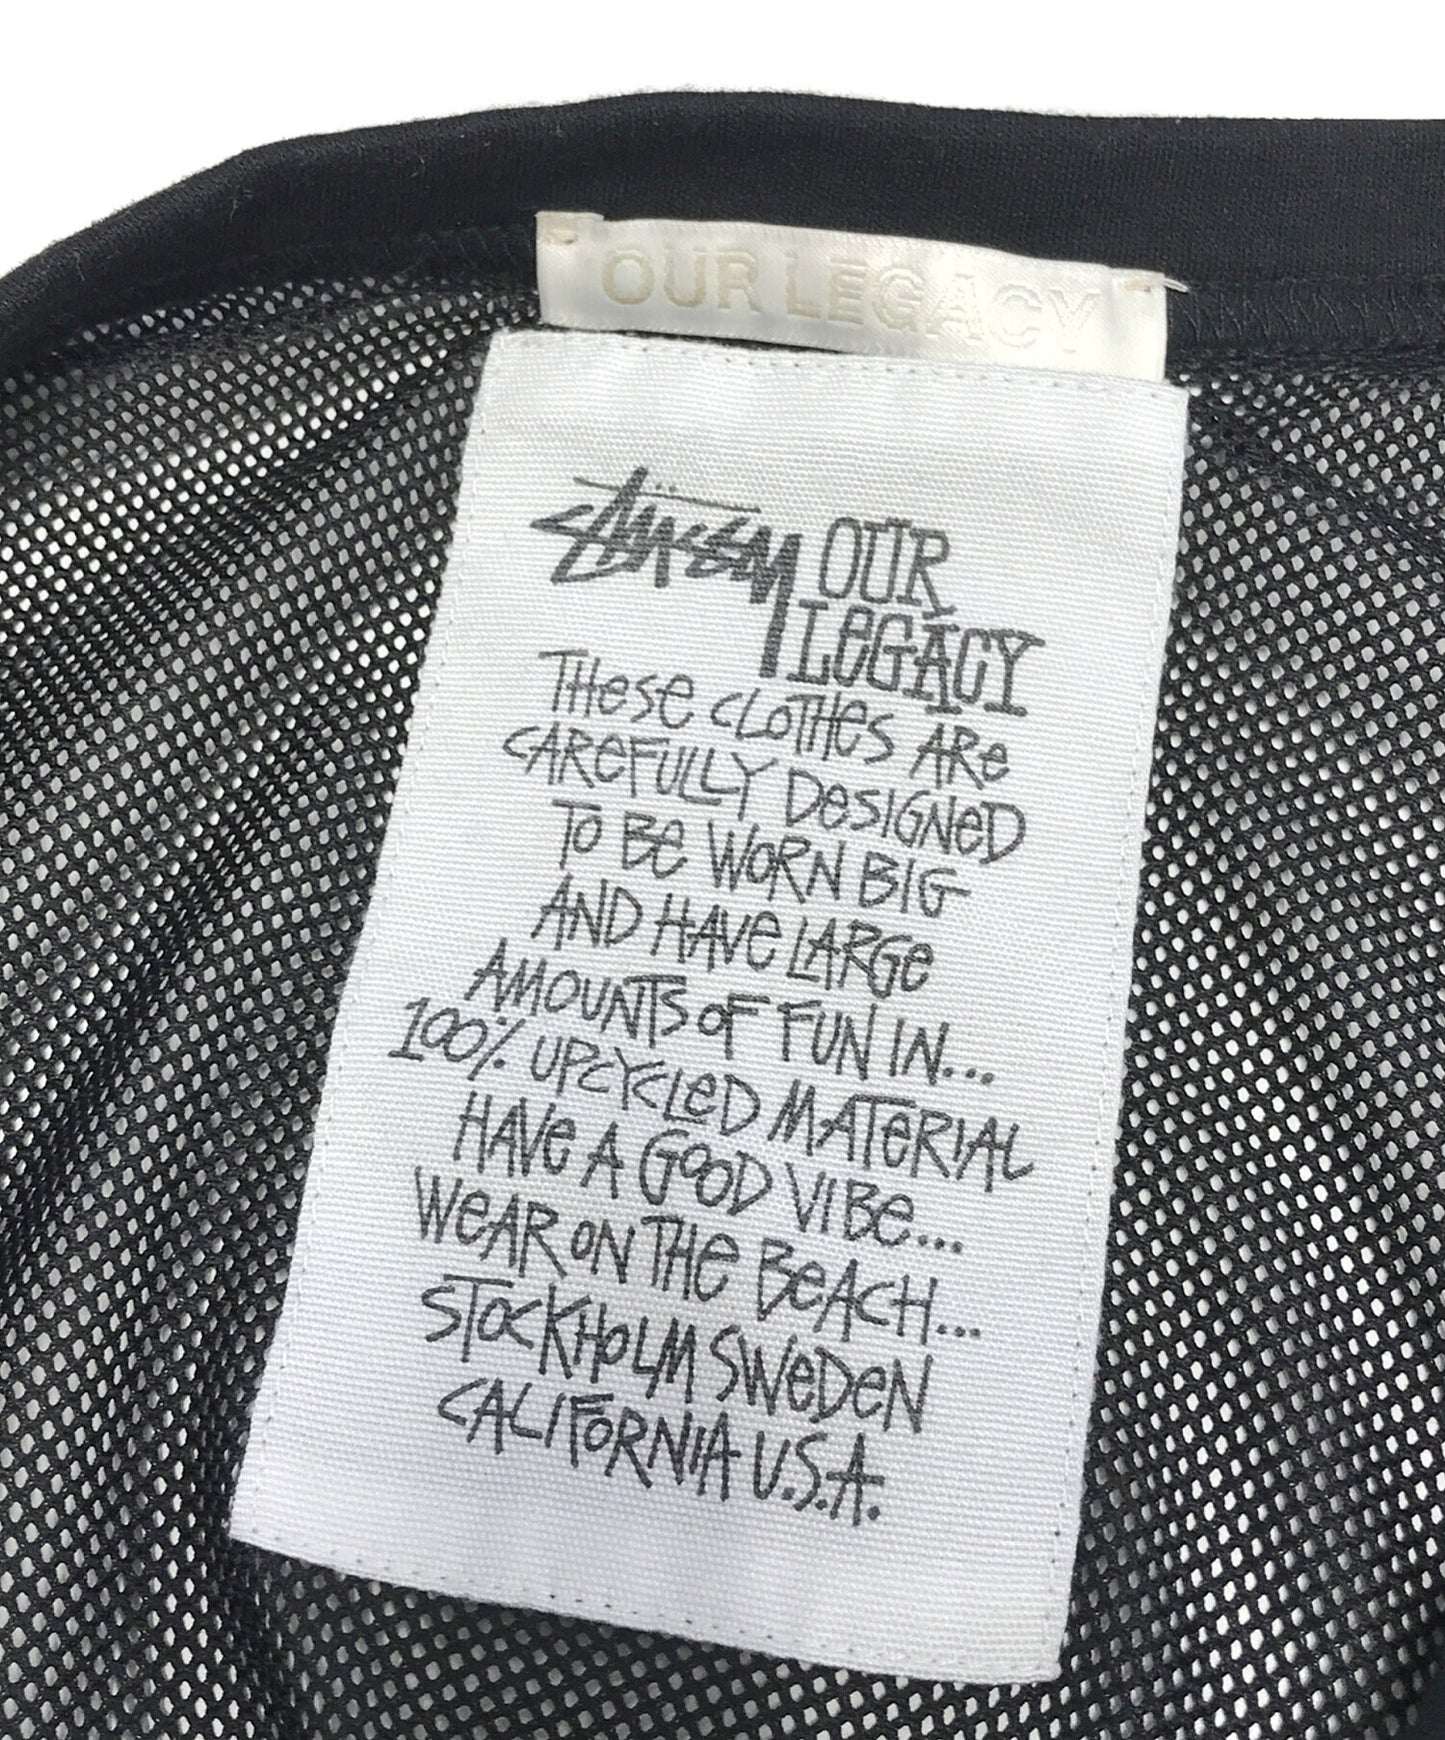 OUR LEGACY
Stüssy OUR
LEGACY
THESE CLOTHES ARE
CAREFULLY DESIGNED
TO BE WORN BIG
AND HAVE LARGE
AMOUNTS OF FUN IN...
100% UPCYCLED MATERIAL
HAVE A GOOD VIBE...
WEAR ON THE BEACH...
STOCKHOLM SWEDEN
CALIFORNIA U.S.A.